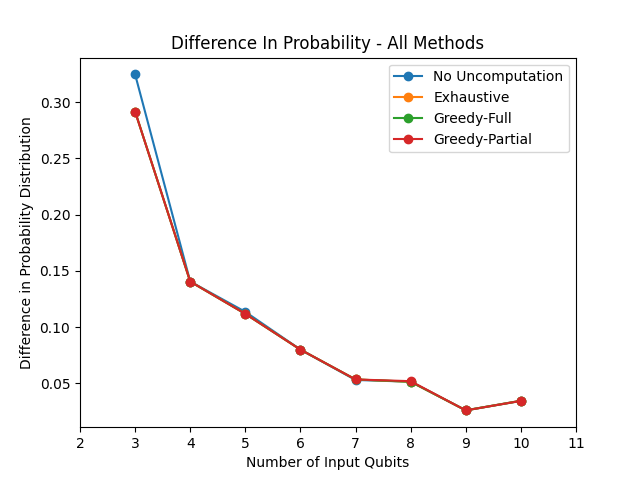 Difference In Probability - All Methods
No Uncomputation
Exhaustive
Greedy-Full
Greedy-Partial
Difference in Probability Distribution
0.30
0.25
0.20
0.15
0.10
0.05
2 3 4 5 6 7 8 9 10 11
Number of Input Qubits